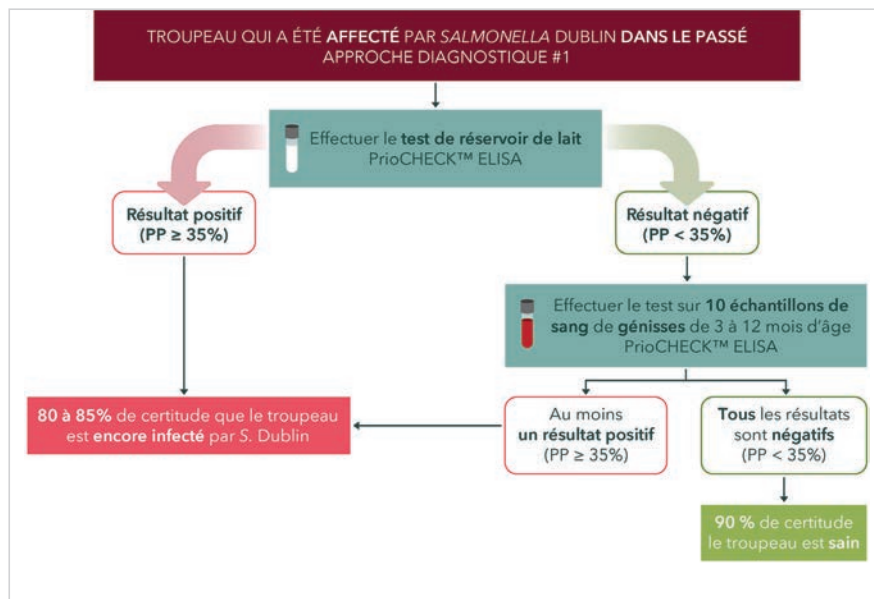 TROUPEAU QUI A ÉTÉ AFFECTÉ PAR SALMONELLA DUBLIN DANS LE PASSÉ
APPROCHE DIAGNOSTIQUE #1
Effectuer le test de réservoir de lait
PrioCHECK™ ELISA
Résultat positif
(PP ≥ 35%)
Résultat négatif
(PP < 35%)
Effectuer le test sur 10 échantillons de
sang de génisses de 3 à 12 mois d'âge
PrioCHECK™ ELISA
80 à 85% de certitude que le troupeau
est encore infecté par S. Dublin
Au moins
un résultat positif
(PP ≥ 35%)
Tous les résultats
sont négatifs
(PP < 35%)
90 % de certitude
le troupeau est sain